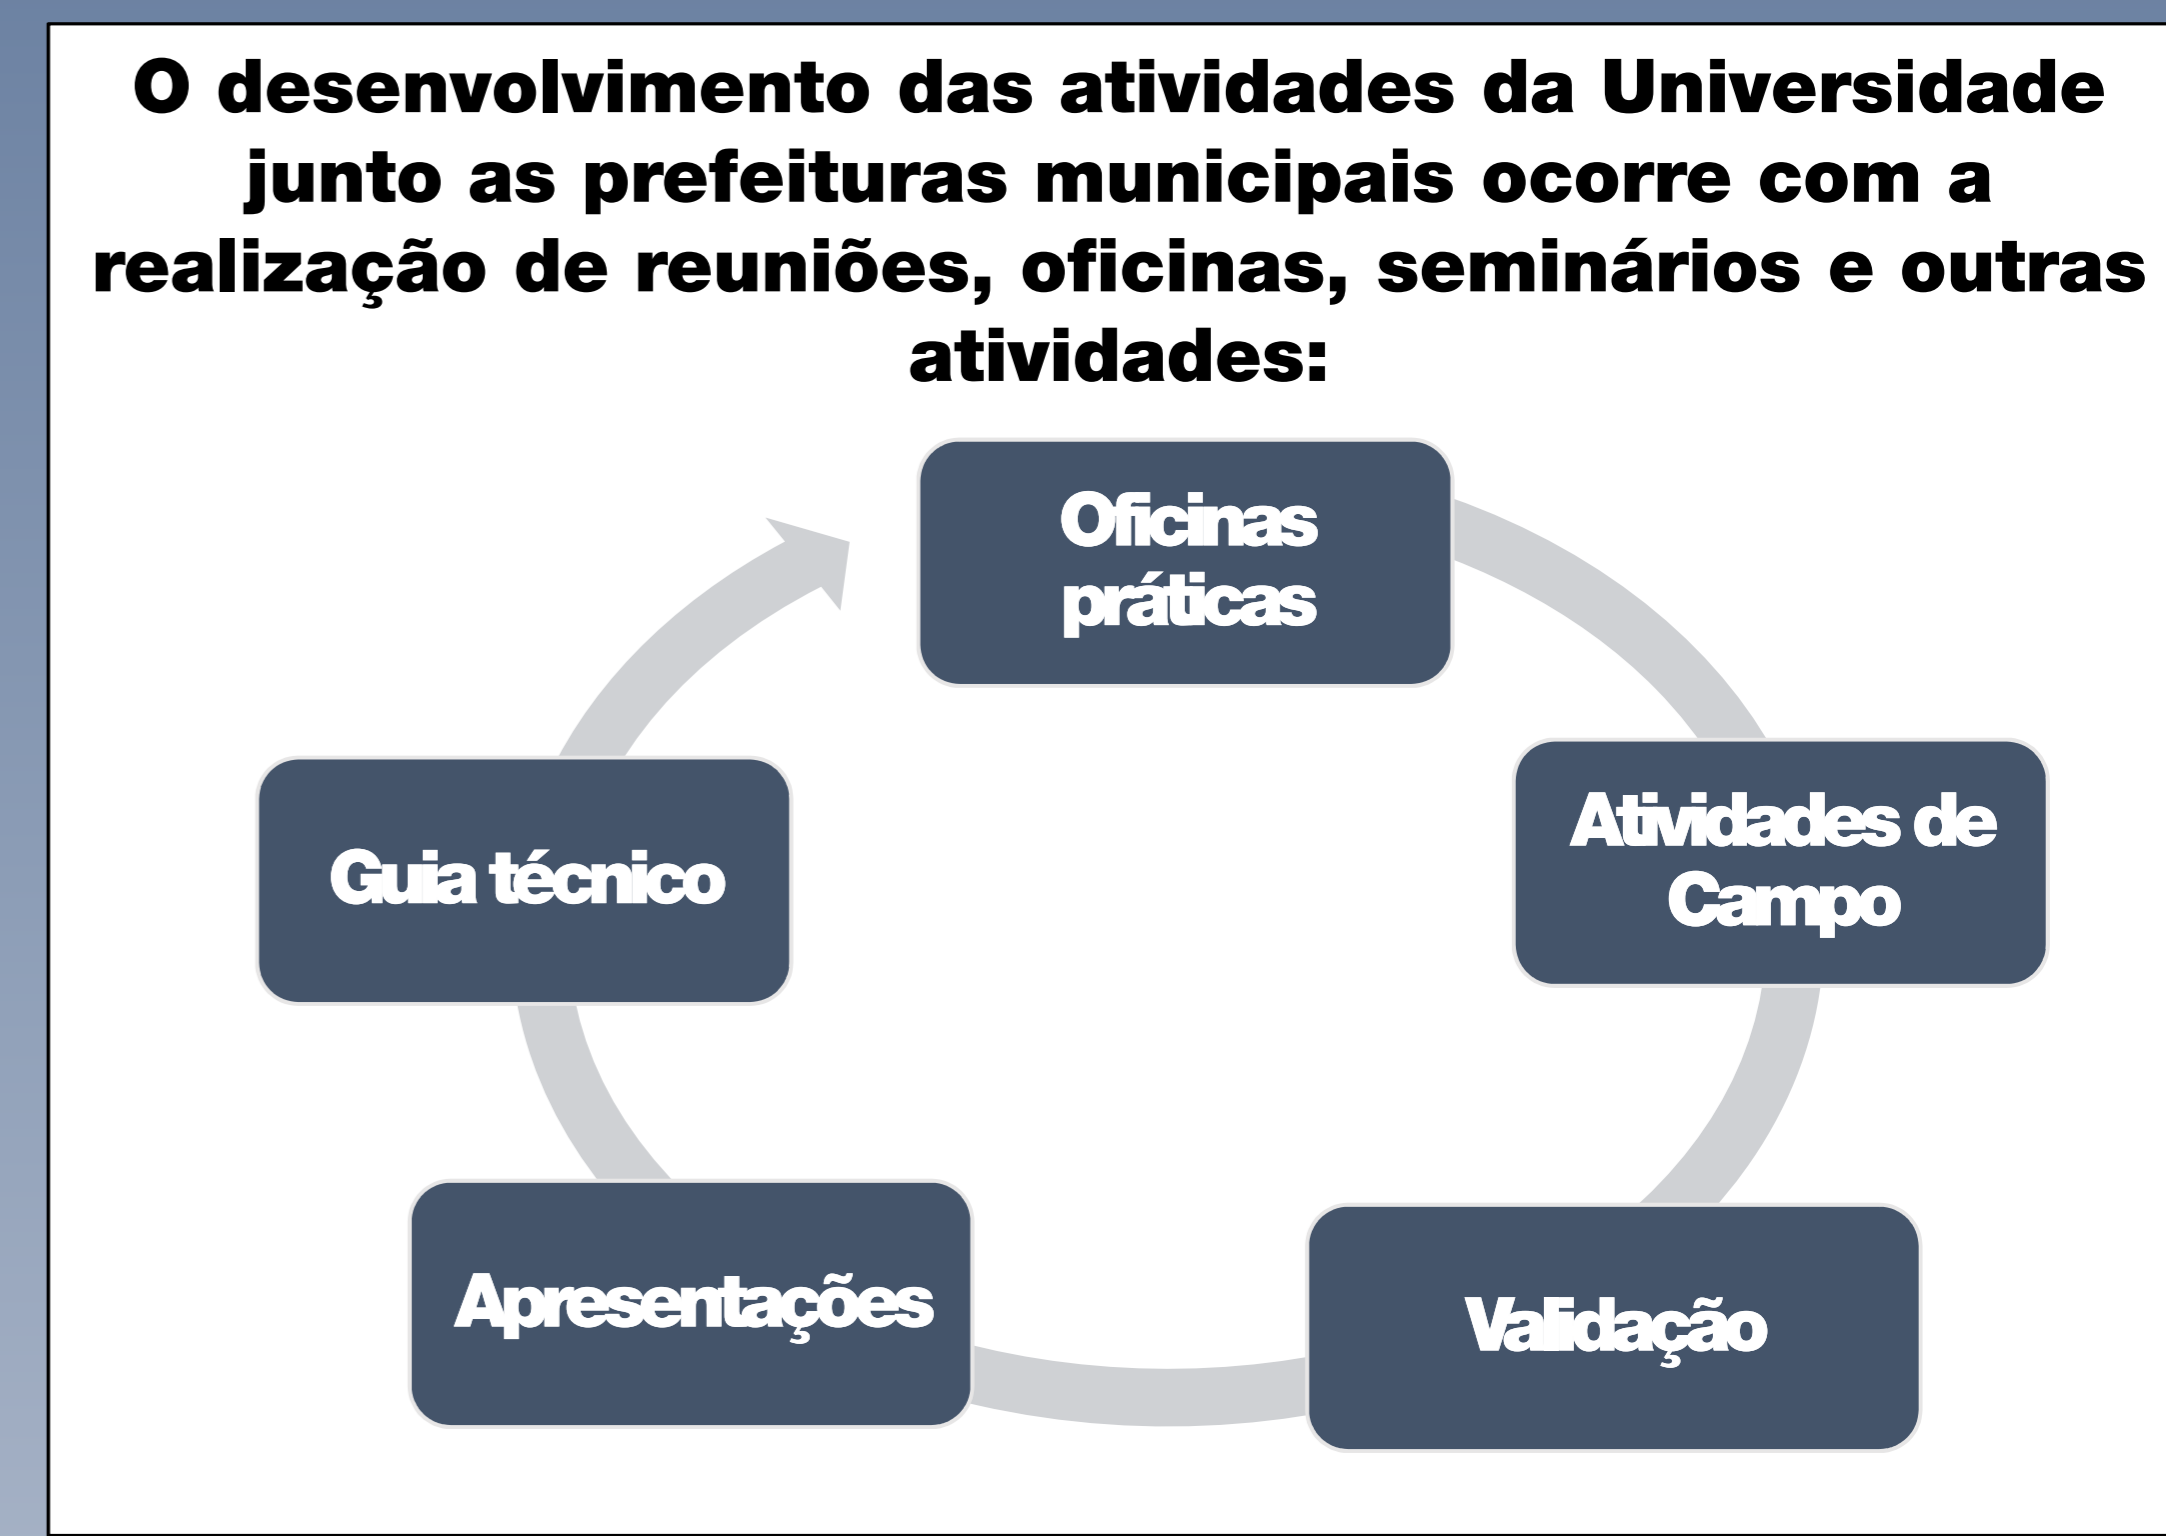 O desenvolvimento das atividades da Universidade
junto as prefeituras municipais ocorre com a
realização de reuniões, oficinas, seminários e outras
atividades:
Oficinas
práticas
Atividades de
Campo
Validação
Apresentações
Guia técnico